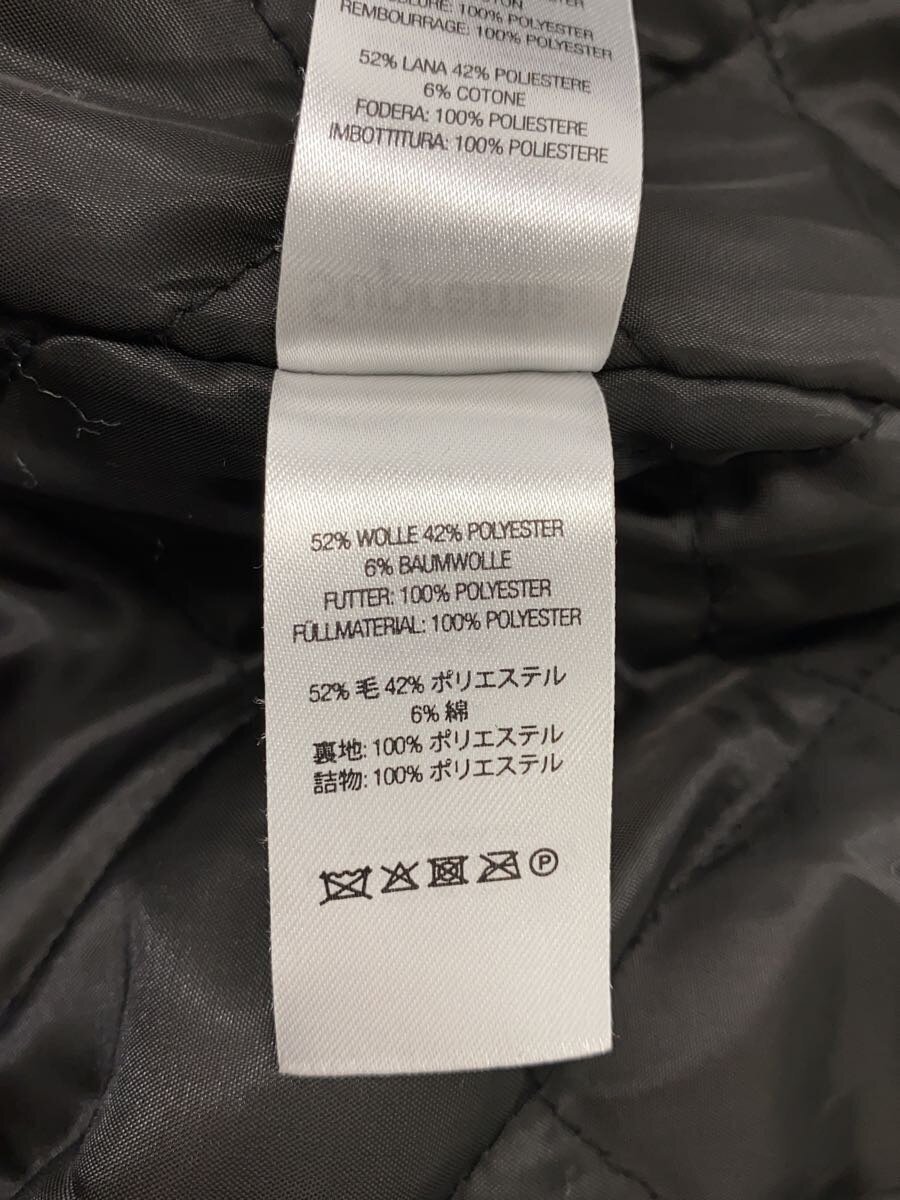 REMBOURRAGE: 100% POLYESTER
52% LANA 42% POLIESTERE
6% COTONE
FODERA: 100% POLIESTERE
IMBOTTITURA: 100% POLIESTERE
52% WOLLE 42% POLYESTER
6% BAUMWOLLE
FUTTER: 100% POLYESTER
FÜLLMATERIAL: 100% POLYESTER
52% 毛 42% ポリエステル
6% 綿
裏地: 100% ポリエステル
詰物: 100% ポリエステル
P